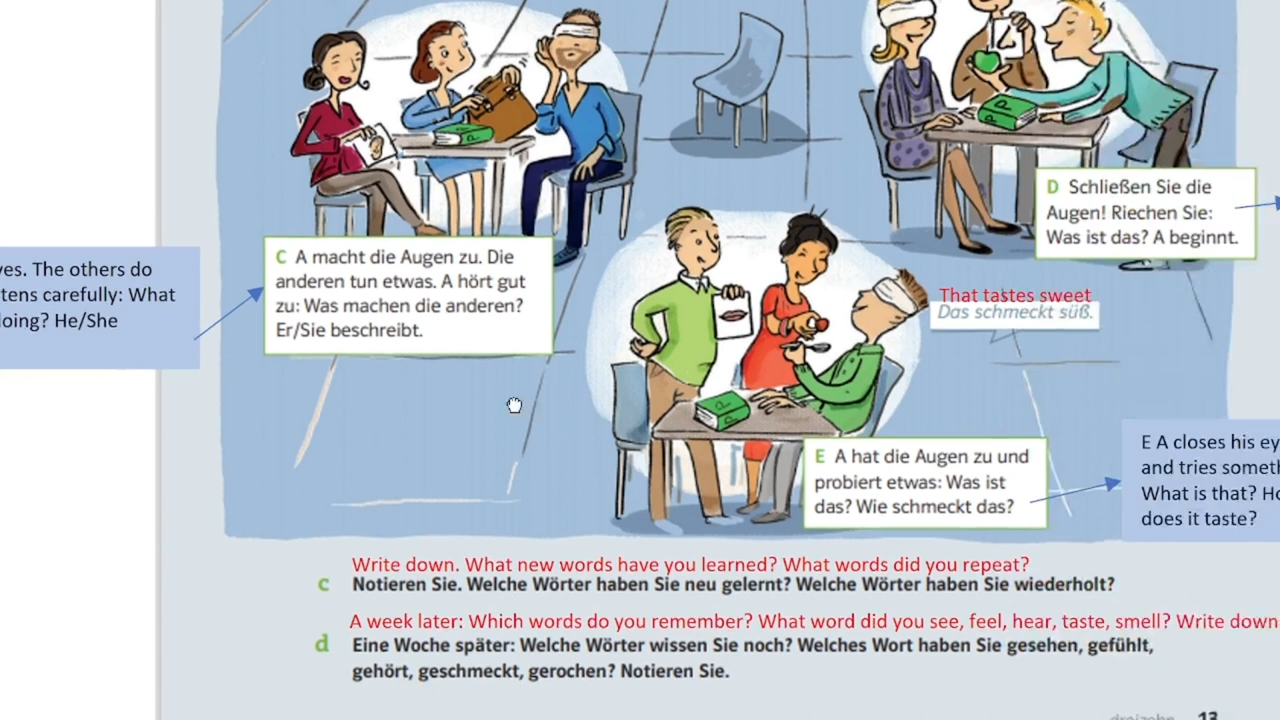 D Schließen Sie die
Augen! Riechen Sie:
Was ist das? A beginnt.
The others do
carefully: What
He/She
C A macht die Augen zu. Die
anderen tun etwas. A hört gut
zu: Was machen die anderen?
Er/Sie beschreibt.
That tastes sweet
Das schmeckt süß.
E A hat die Augen zu und
probiert etwas: Was ist
das? Wie schmeckt das?
E A closes his
and tries
What is that?
does it taste?
Write down. What new words have you learned? What words did you repeat?
c Notieren Sie. Welche Wörter haben Sie neu gelernt? Welche Wörter haben Sie wiederholt?
A week later: Which words do you remember? What word did you see, feel, hear, taste, smell? Write down
d Eine Woche später: Welche Wörter wissen Sie noch? Welches Wort haben Sie gesehen, gefühlt,
gehört, geschmeckt, gerochen? Notieren Sie.
dreizehn 13